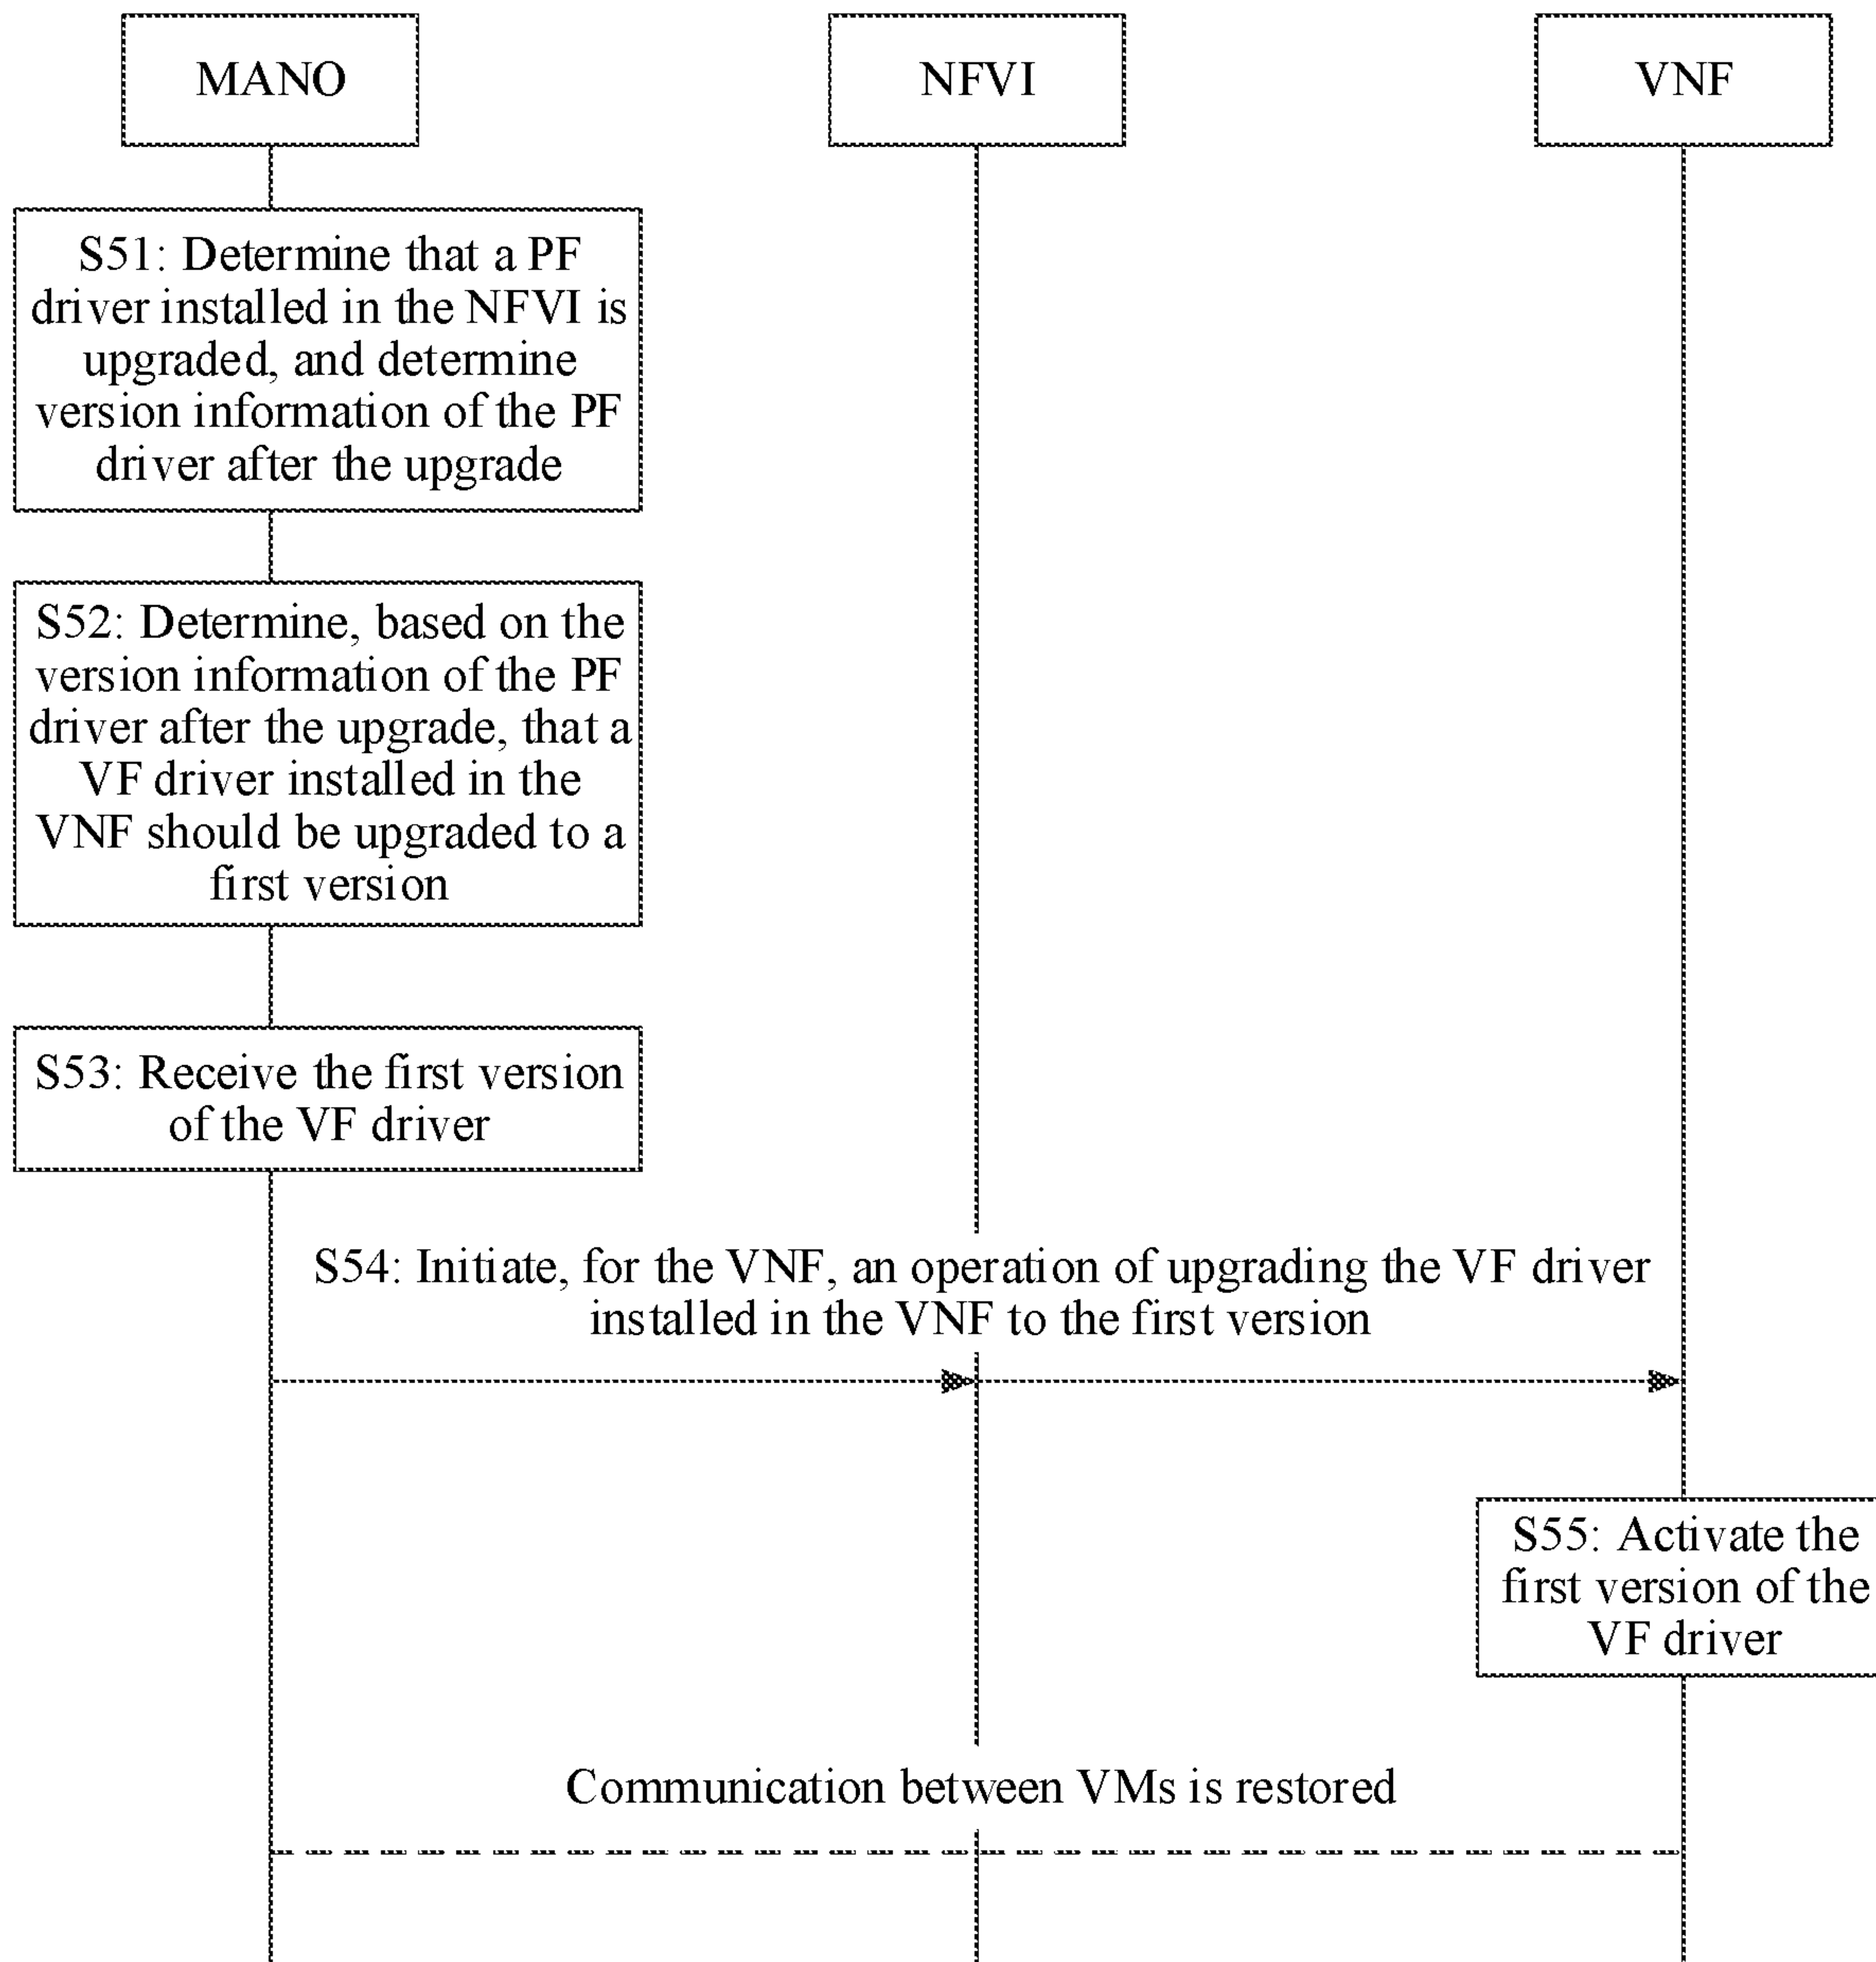 MANO
NFVI
VNF
S51: Determine that a PF
driver installed in the NFVI is
upgraded, and determine
version information of the PF
driver after the upgrade
S52: Determine, based on the
version information of the PF
driver after the upgrade, that a
VF driver installed in the
VNF should be upgraded to a
first version
S53: Receive the first version
of the VF driver
S54: Initiate, for the VNF, an operation of upgrading the VF driver
installed in the VNF to the first version
S55: Activate the
first version of the
VF driver
Communication between VMs is restored